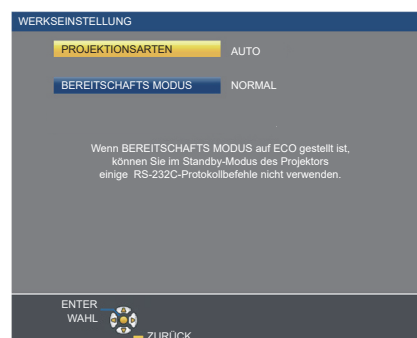 WERKSEINSTELLUNG
PROJEKTIONSARTEN AUTO
BEREITSCHAFTS MODUS NORMAL
Wenn BEREITSCHAFTS MODUS auf ECO gestellt ist,
können Sie im Standby-Modus des Projektors
einige RS-232C-Protokollbefehle nicht verwenden.
ENTER
WAHL
ZURÜCK